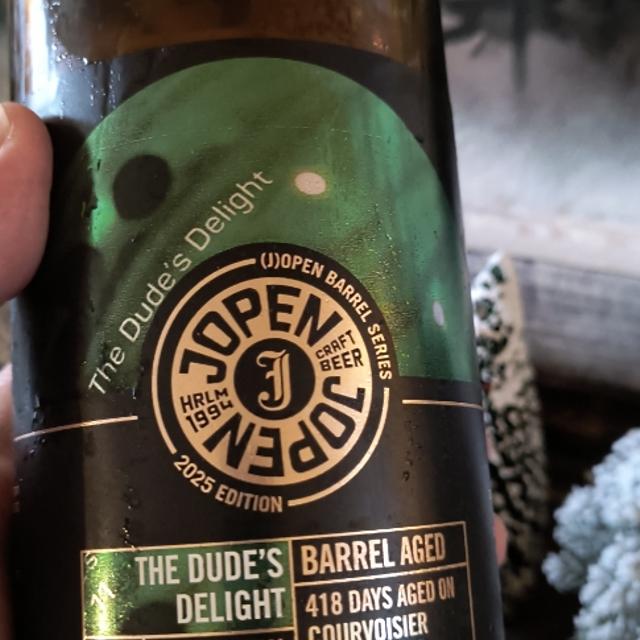 The Dude's Delight
(J)OPEN BARREL SERIES
JOPEN
CRAFT
BEER
J
HRLM
1994
JOPEN
2025 EDITION
THE DUDE'S
DELIGHT
BARREL AGED
418 DAYS AGED ON
COURVOISIER